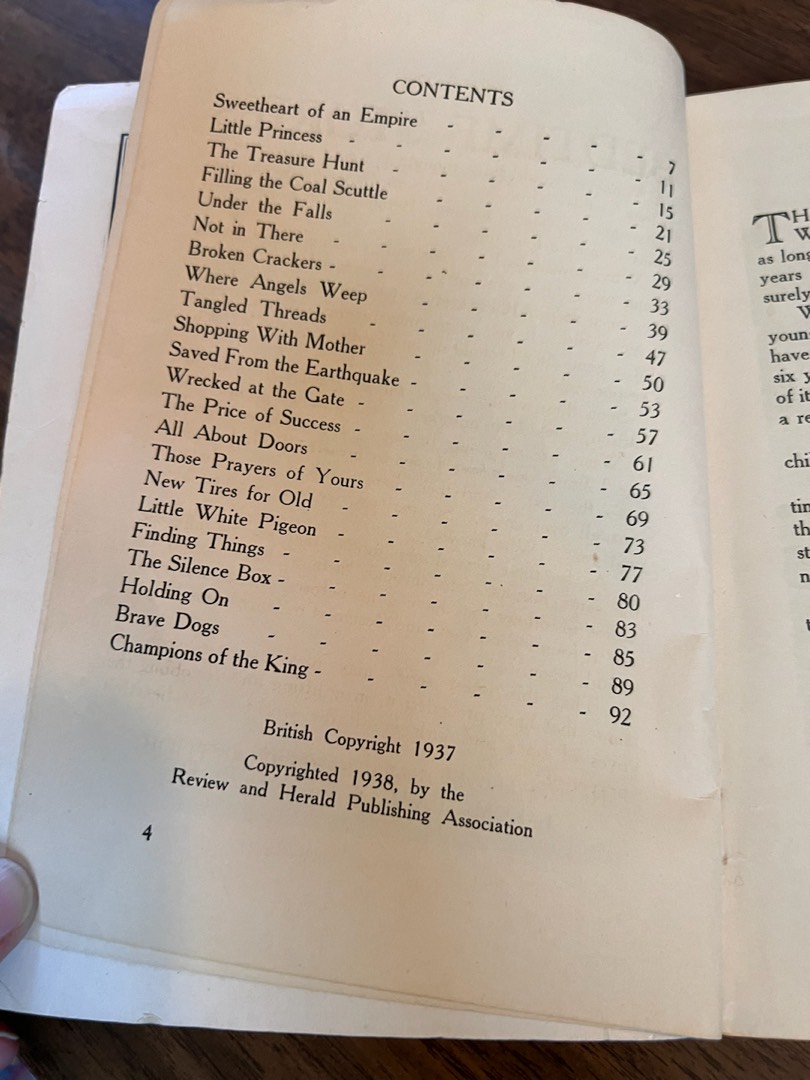 CONTENTS
Sweetheart of an Empire - - - - - 7
Little Princess - - - - - - - 11
The Treasure Hunt - - - - - - 15
Filling the Coal Scuttle - - - - - 21
Under the Falls - - - - - - 25
Not in There - - - - - - - 29
Broken Crackers - - - - - - - 33
Where Angels Weep - - - - - 39
Tangled Threads - - - - - - 47
Shopping With Mother - - - - - 50
Saved From the Earthquake - - - - - 53
Wrecked at the Gate - - - - - - 57
The Price of Success - - - - - - 61
All About Doors - - - - - - 65
Those Prayers of Yours - - - - - 69
New Tires for Old - - - - - - 73
Little White Pigeon - - - - - - 77
Finding Things - - - - - - - 80
The Silence Box - - - - - - - 83
Holding On - - - - - - - 85
Brave Dogs - - - - - - - 89
Champions of the King - - - - - - 92
British Copyright 1937
Copyrighted 1938, by the
Review and Herald Publishing Association
4
as long
years
surely
have
six
of it